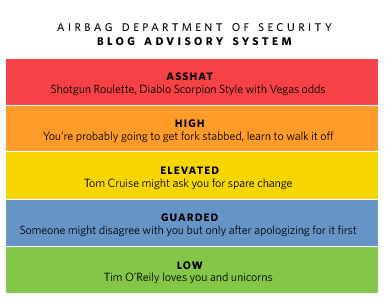 AIRBAG DEPARTMENT OF SECURITY
BLOG ADVISORY SYSTEM
ASSHAT
Shotgun Roulette, Diablo Scorpion Style with Vegas odds
HIGH
You're probably going to get fork stabbed, learn to walk it off
ELEVATED
Tom Cruise might ask you for spare change
GUARDED
Someone might disagree with you but only after apologizing for it first
LOW
Tim O'Reily loves you and unicorns